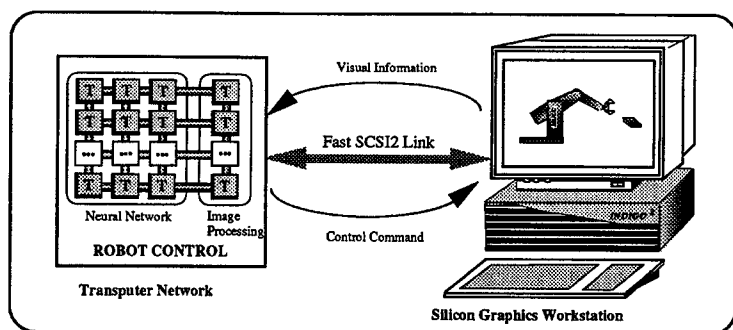 T T T T
T T T T
... ... ... ...
T T T T
Neural Network
Image
Processing
ROBOT CONTROL
Transputer Network
Visual Information
Fast SCSI2 Link
Control Command
INDIGO
Silicon Graphics Workstation